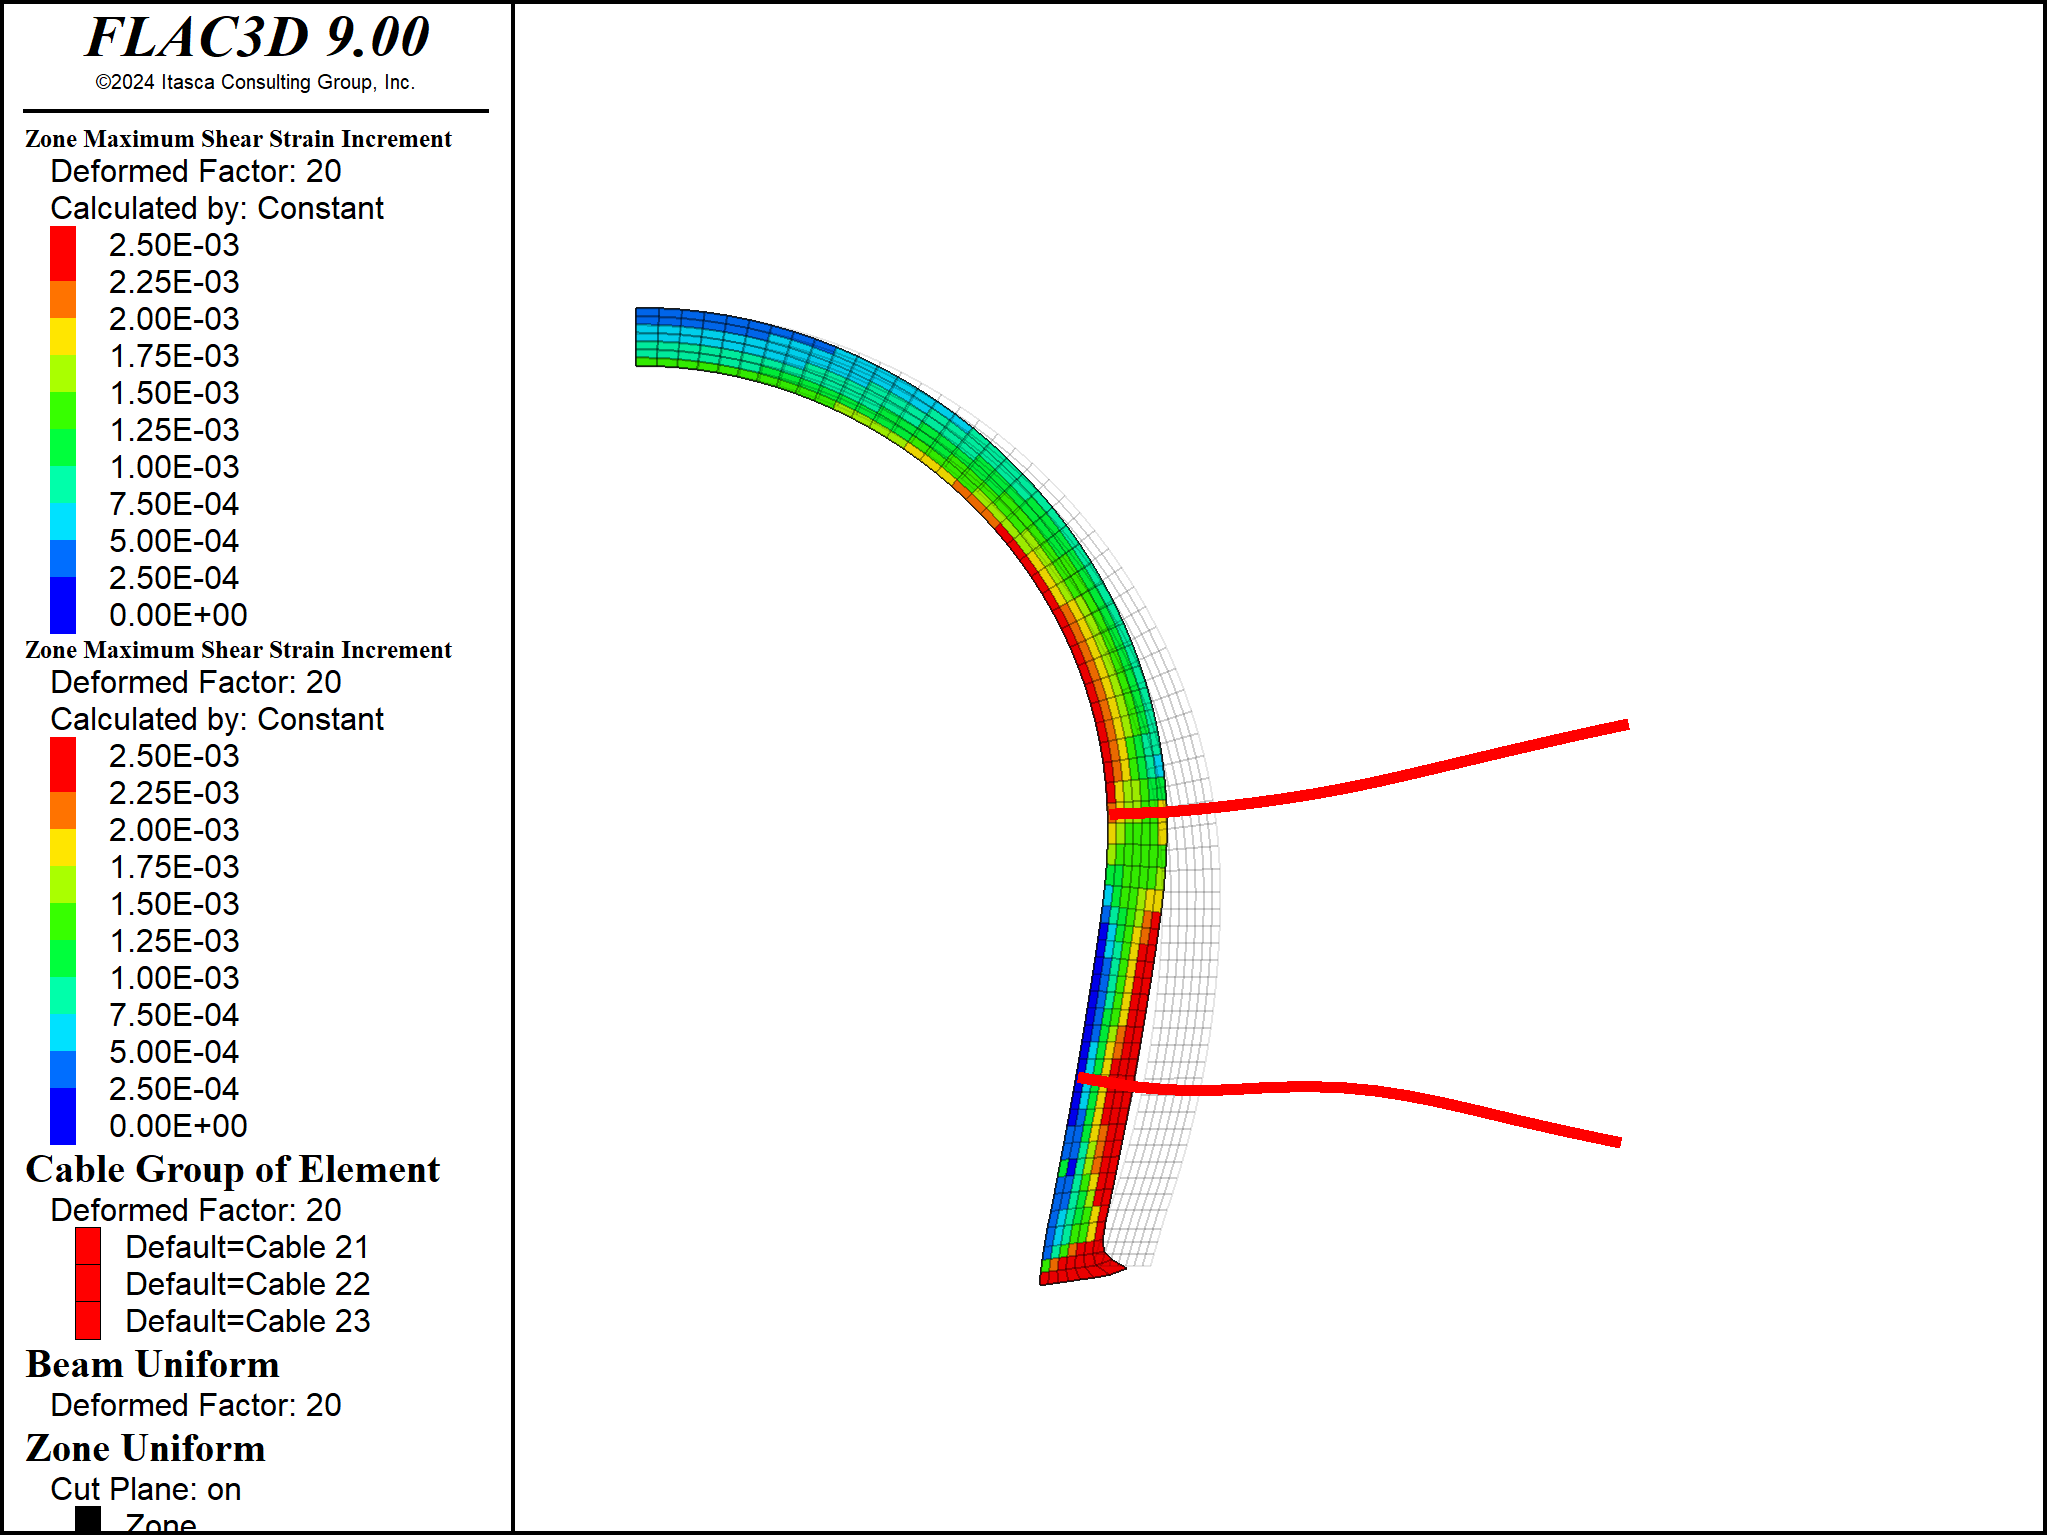 FLAC3D 9.00
©2024 Itasca Consulting Group, Inc.
Zone Maximum Shear Strain Increment
Deformed Factor: 20
Calculated by: Constant
2.50E-03
2.25E-03
2.00E-03
1.75E-03
1.50E-03
1.25E-03
1.00E-03
7.50E-04
5.00E-04
2.50E-04
0.00E+00
Zone Maximum Shear Strain Increment
Deformed Factor: 20
Calculated by: Constant
2.50E-03
2.25E-03
2.00E-03
1.75E-03
1.50E-03
1.25E-03
1.00E-03
7.50E-04
5.00E-04
2.50E-04
0.00E+00
Cable Group of Element
Deformed Factor: 20
Default=Cable 21
Default=Cable 22
Default=Cable 23
Beam Uniform
Deformed Factor: 20
Zone Uniform
Cut Plane: on
Zone